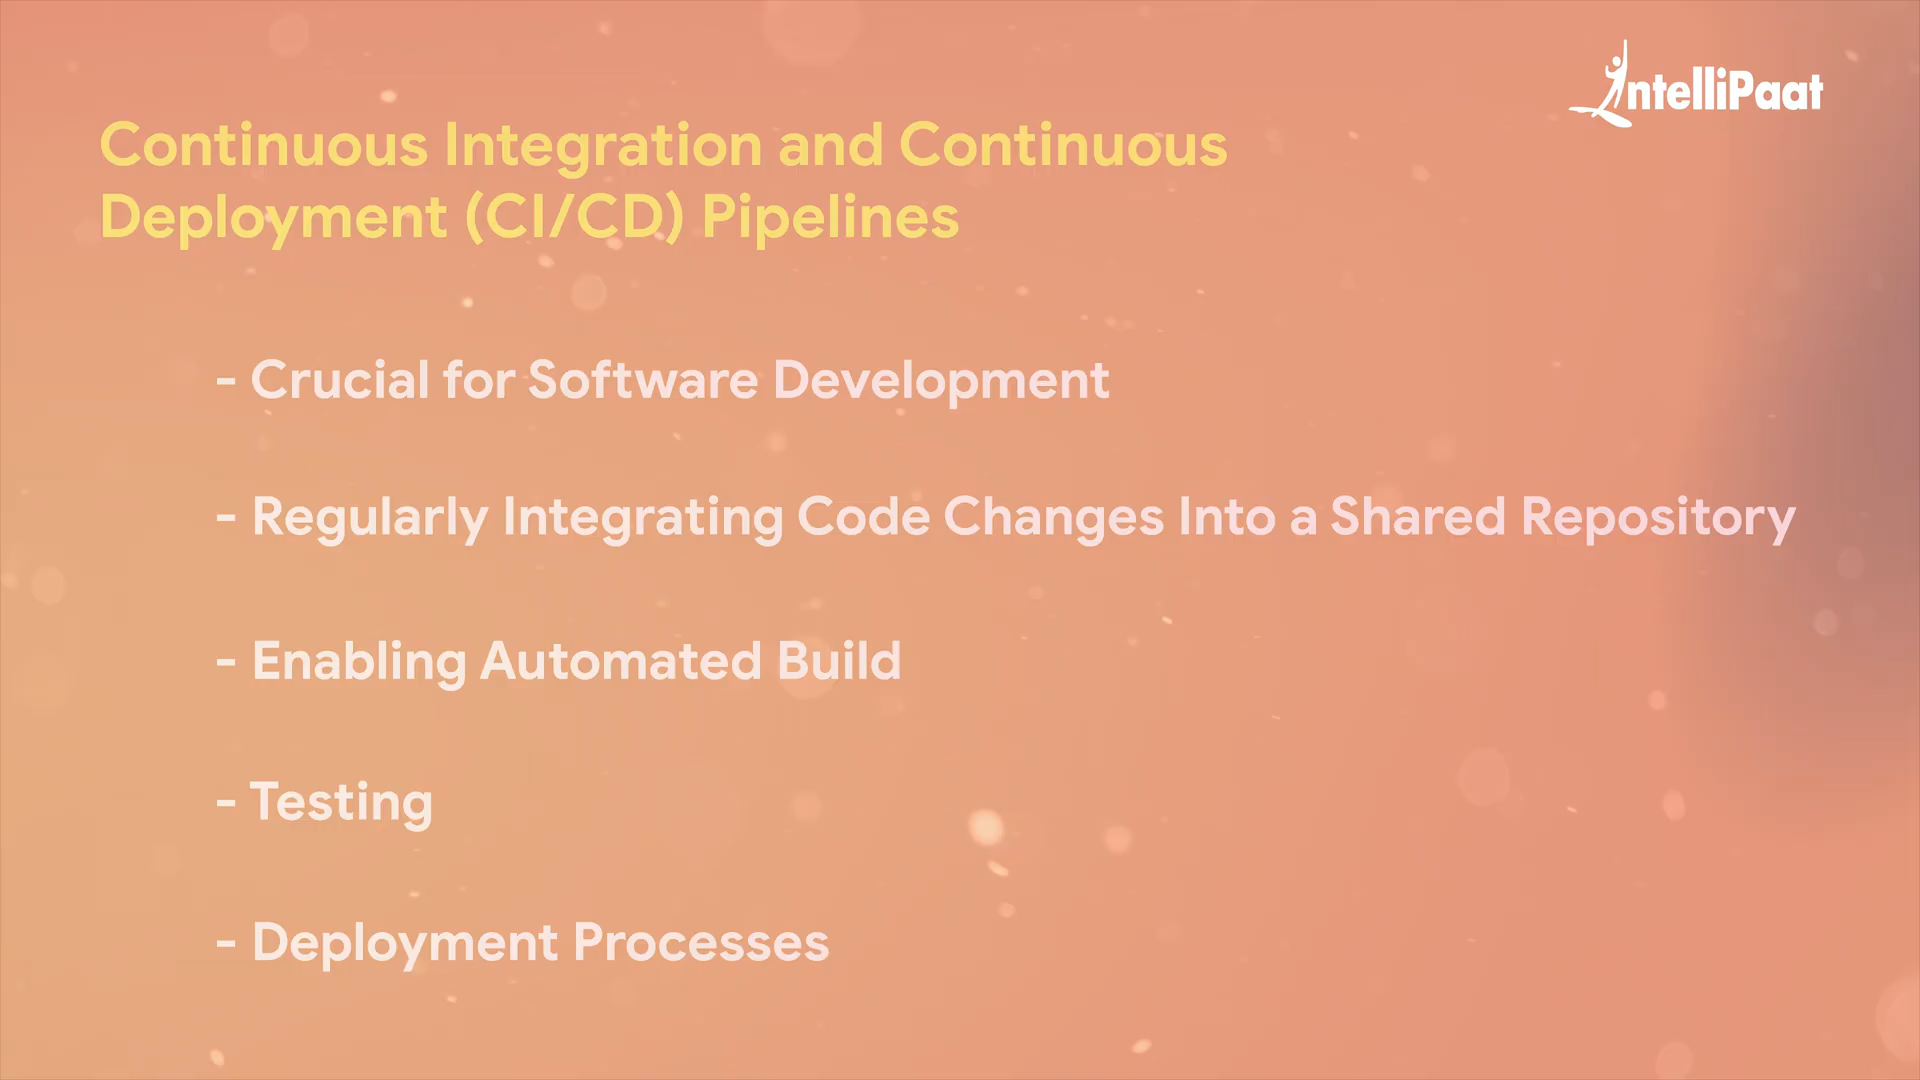 IntelliPaat
Continuous Integration and Continuous
Deployment (CI/CD) Pipelines
- Crucial for Software Development
- Regularly Integrating Code Changes Into a Shared Repository
- Enabling Automated Build
- Testing
- Deployment Processes